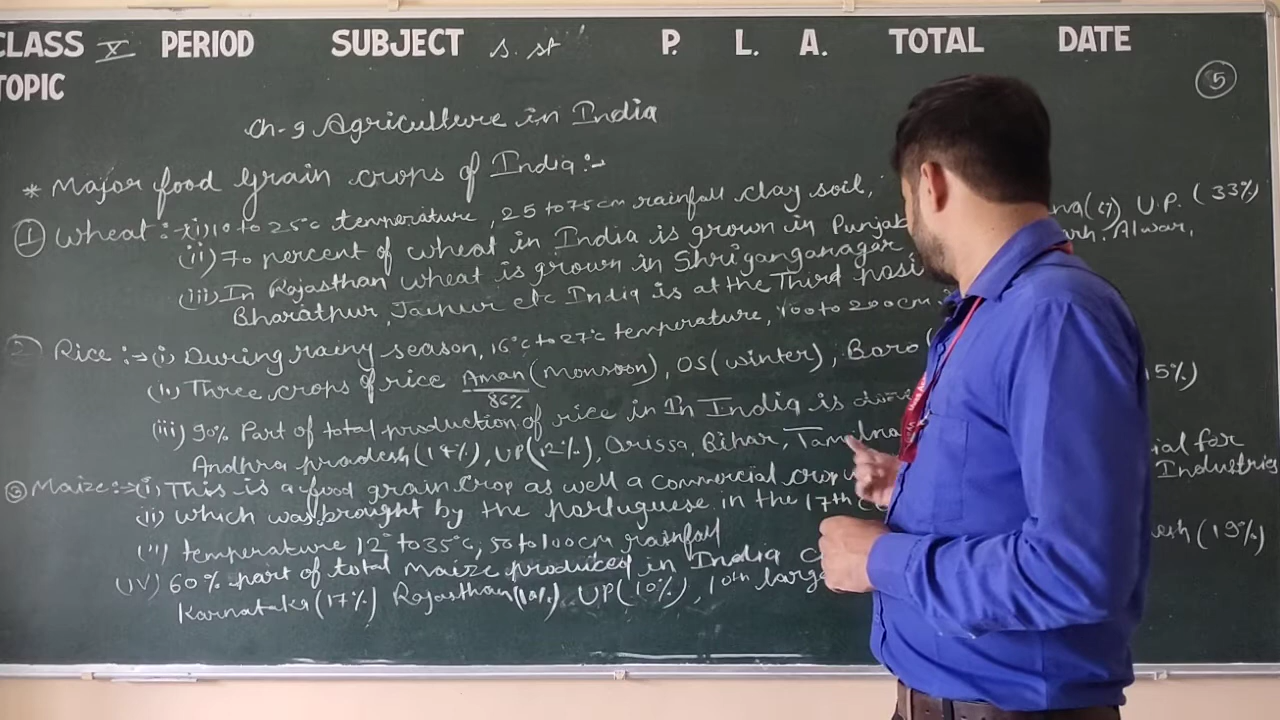 CLASS X PERIOD SUBJECT S. St P. L. A. TOTAL DATE
TOPIC
5
Ch-9 Agriculture in India
* Major food Grain crops of India:-
① Wheat:- (i) 10 to 25°C temperature, 25 to 75 cm rainfall clay soil,
(ii) 70 percent of wheat in India is grown in Punjab U.P. (33%)
(iii) In Rajasthan wheat is grown in Shriganganagar Alwar,
Bharatpur, Jaipur etc India is at the Third
② Rice:- (i) During rainy season, 16°C to 27°C temperature, 100 to 200cm
(ii) Three crops of rice Aman (Monsoon), OS (winter), Boro
86%
(iii) 90% Part of total production of rice in In India is 15%)
Andhra pradesh (14%), UP (12%), Orissa, Bihar,
③ Maize:- (i) This is a food grain crop as well a commercial crop for Industries
(ii) Which was brought by the Portuguese in the 17th
(iii) temperature 12° to 35°C, 50 to 100cm rainfall
(IV) 60% part of total Maize produced in India (19%)
Karnataka (17%) Rajasthan UP (10%), 10th